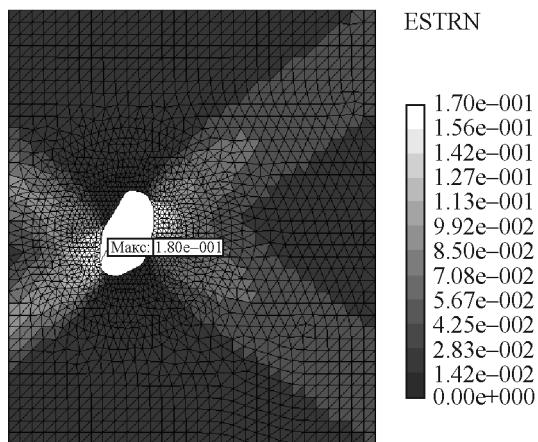 ESTRN
1.70e–001
1.56e–001
1.42e–001
1.27e–001
1.13e–001
9.92e–002
8.50e–002
7.08e–002
5.67e–002
4.25e–002
2.83e–002
1.42e–002
0.00e+000
Макс: 1.80e–001